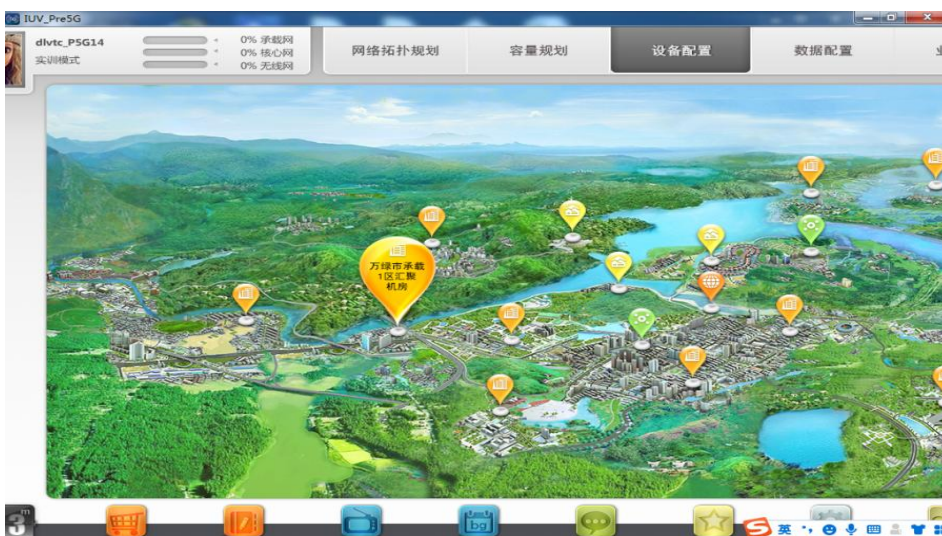 IUV_Pre5G
dlvtc_P5G14
实训模式
0% 承载网
0% 核心网
0% 无线网
网络拓扑规划
容量规划
设备配置
数据配置
万绿市承载
1区汇聚
机房
3
m
bg
英